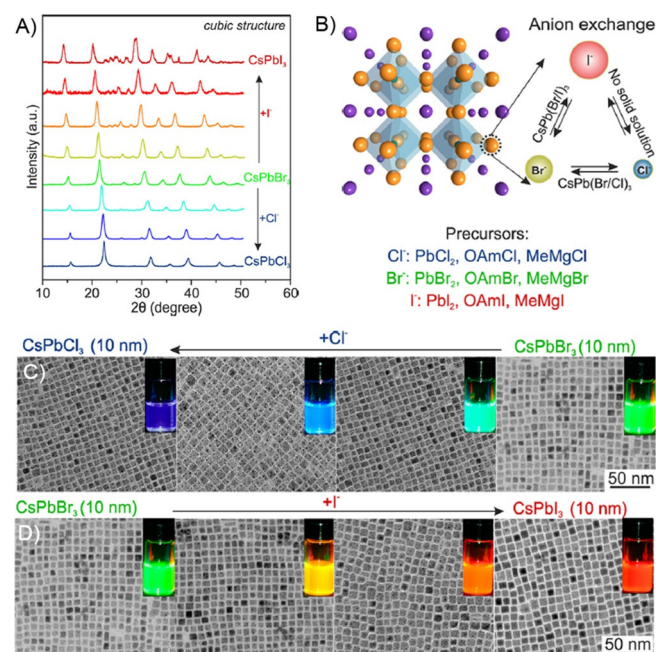 A)
cubic structure
CsPbI₃
+I⁻
CsPbBr₃
+Cl⁻
CsPbCl₃
Intensity (a.u.)
10 20 30 40 50 60
2θ (degree)
B)
Anion exchange
I⁻
CsPb(Br/I)₃
No solid solution
Br⁻
Cl⁻
CsPb(Br/Cl)₃
Precursors:
Cl⁻: PbCl₂, OAmCl, MeMgCl
Br⁻: PbBr₂, OAmBr, MeMgBr
I⁻: PbI₂, OAmI, MeMgI
CsPbCl₃ (10 nm)
+Cl⁻
CsPbBr₃ (10 nm)
C)
50 nm
CsPbBr₃ (10 nm)
+I⁻
CsPbI₃ (10 nm)
D)
50 nm